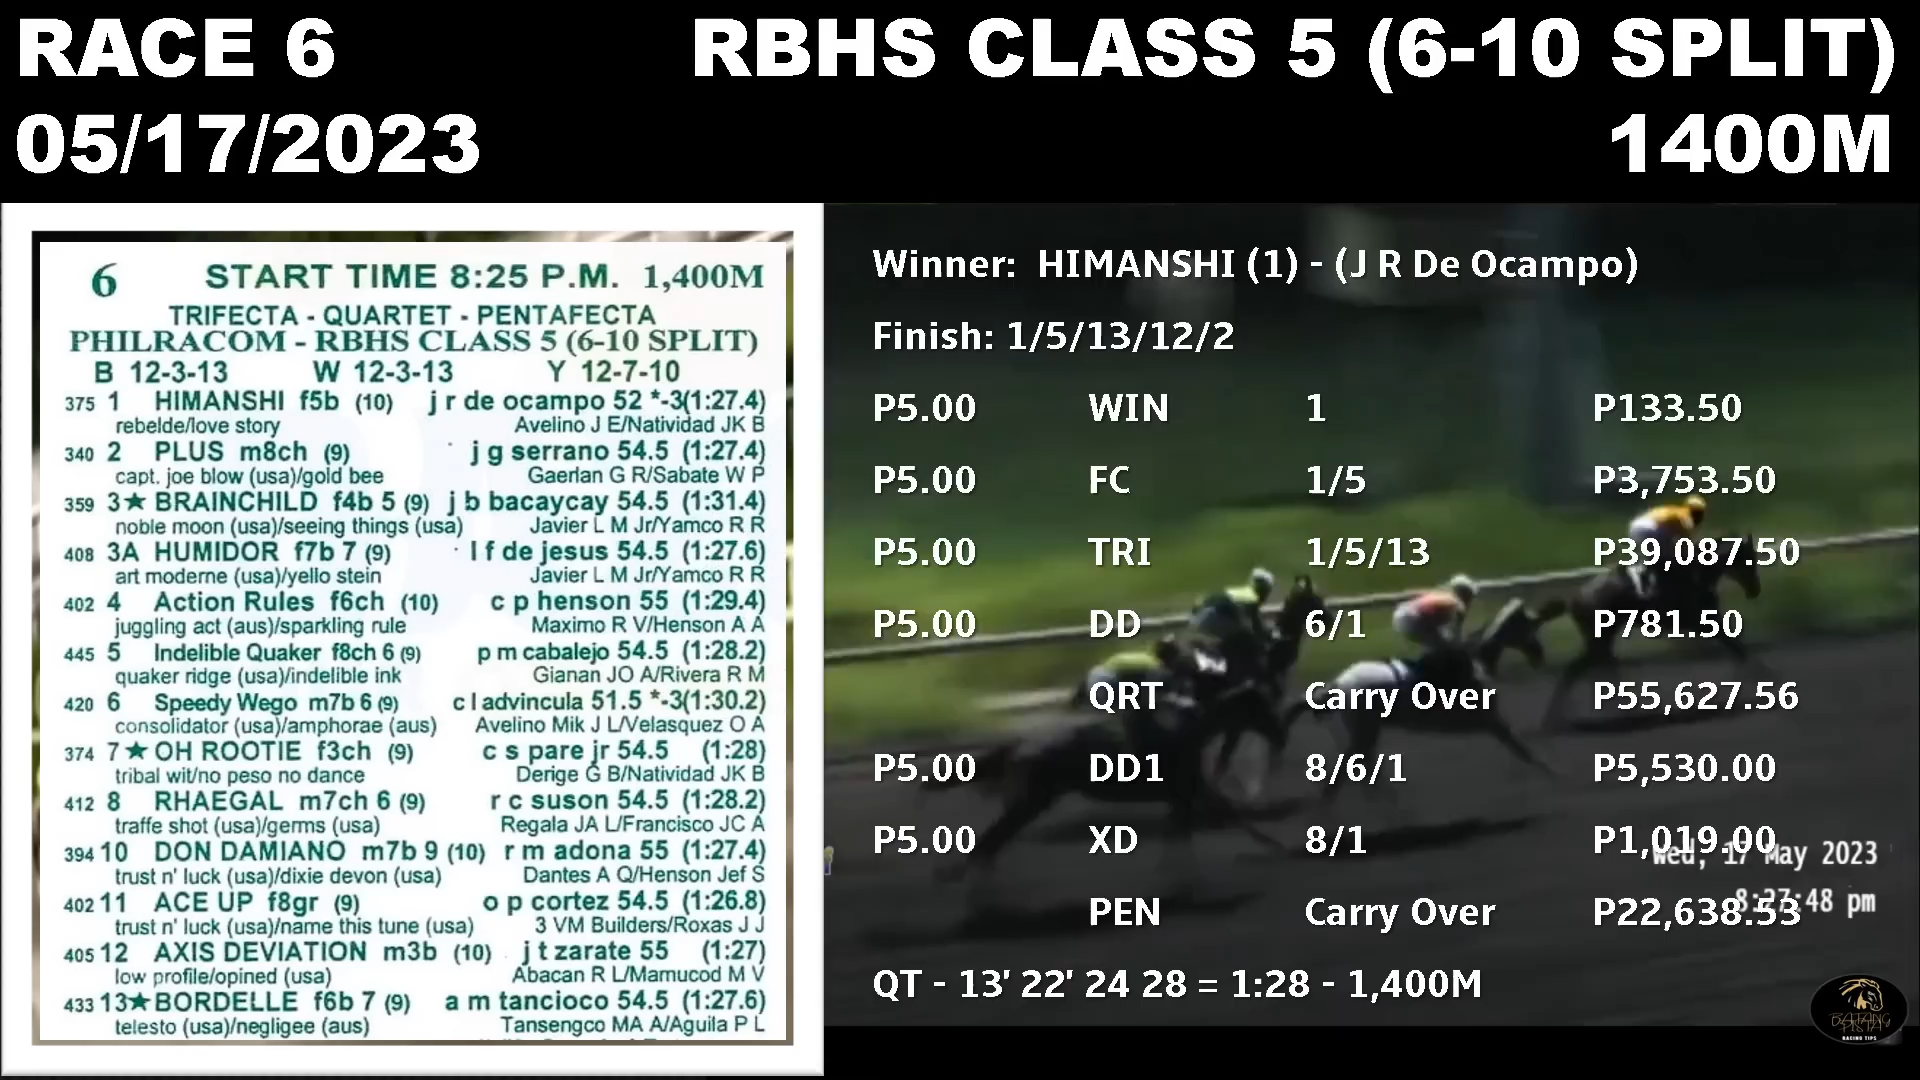 RACE 6
RBHS CLASS 5 (6-10 SPLIT)
05/17/2023
1400M
6 START TIME 8:25 P.M. 1,400M
TRIFECTA - QUARTET - PENTAFECTA
PHILRACOM - RBHS CLASS 5 (6-10 SPLIT)
B 12-3-13 W 12-3-13 Y 12-7-10
375 1 HIMANSHI f5b (10) j r de ocampo 52 *-3(1:27.4)
rebelde/love story Avelino J E/Natividad JK B
340 2 PLUS m8ch (9) j g serrano 54.5 (1:27.4)
capt. joe blow (usa)/gold bee Gaerlan G R/Sabate W P
359 3★ BRAINCHILD f4b 5 (9) j b bacaycay 54.5 (1:31.4)
noble moon (usa)/seeing things (usa) Javier L M Jr/Yamco R R
408 3A HUMIDOR f7b 7 (9) l f de jesus 54.5 (1:27.6)
art moderne (usa)/yello stein Javier L M Jr/Yamco R R
402 4 Action Rules f6ch (10) c p henson 55 (1:29.4)
juggling act (aus)/sparkling rule Maximo R V/Henson A A
445 5 Indelible Quaker f8ch 6 (9) p m cabalejo 54.5 (1:28.2)
quaker ridge (usa)/indelible ink Gianan JO A/Rivera R M
420 6 Speedy Wego m7b 6 (9) c l advincula 51.5 *-3(1:30.2)
consolidator (usa)/amphorae (aus) Avelino Mik J L/Velasquez O A
374 7★ OH ROOTIE f3ch (9) c s pare jr 54.5 (1:28)
tribal wit/no peso no dance Derige G B/Natividad JK B
412 8 RHAEGAL m7ch 6 (9) r c suson 54.5 (1:28.2)
traffe shot (usa)/germs (usa) Regala JA L/Francisco JC A
394 10 DON DAMIANO m7b 9 (10) r m adona 55 (1:27.4)
trust n' luck (usa)/dixie devon (usa) Dantes A Q/Henson Jef S
402 11 ACE UP f8gr (9) o p cortez 54.5 (1:26.8)
trust n' luck (usa)/name this tune (usa) 3 VM Builders/Roxas J J
405 12 AXIS DEVIATION m3b (10) j t zarate 55 (1:27)
low profile/opined (usa) Abacan R L/Mamucod M V
433 13★BORDELLE f6b 7 (9) a m tancioco 54.5 (1:27.6)
telesto (usa)/negligee (aus) Tansengco MA A/Aguila P L
Winner: HIMANSHI (1) - (J R De Ocampo)
Finish: 1/5/13/12/2
P5.00 WIN 1 P133.50
P5.00 FC 1/5 P3,753.50
P5.00 TRI 1/5/13 P39,087.50
P5.00 DD 6/1 P781.50
QRT Carry Over P55,627.56
P5.00 DD1 8/6/1 P5,530.00
P5.00 XD 8/1 P1,019.00
Wed, 17 May 2023
PEN Carry Over P22,638.53
8:27:48 pm
QT - 13' 22' 24 28 = 1:28 - 1,400M
BATANG
PISTA
RACING TIPS